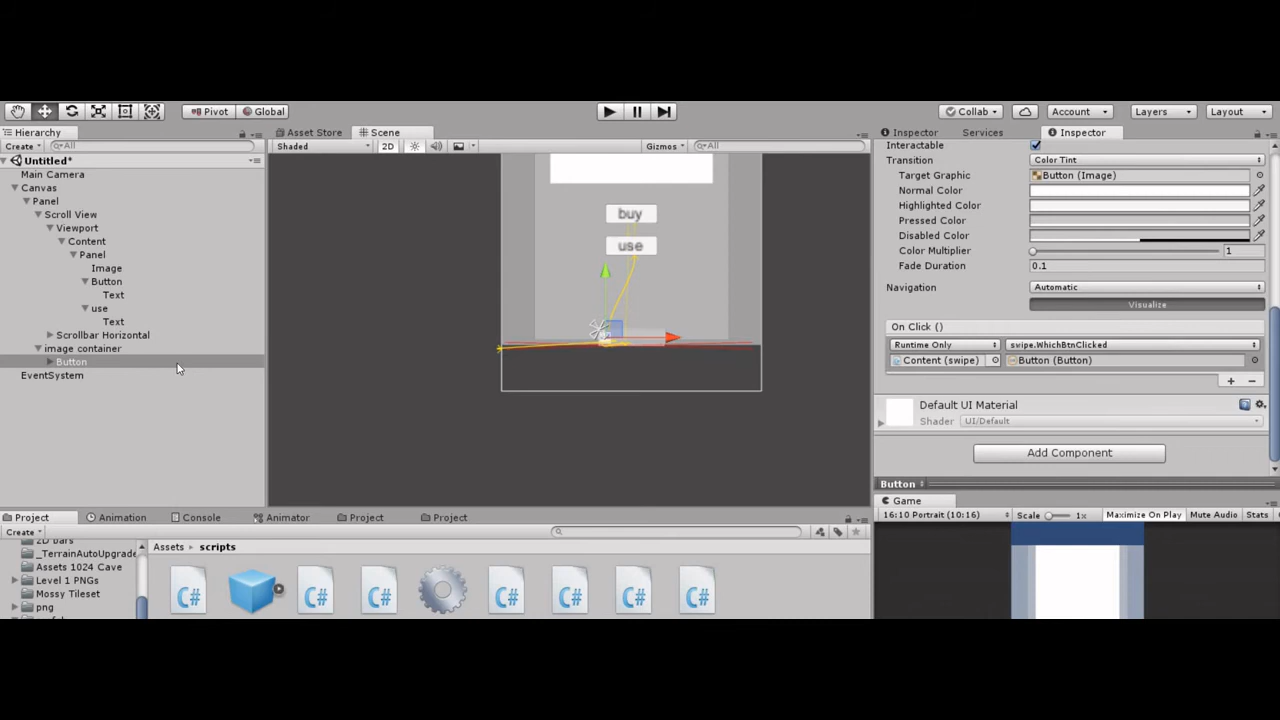 Pivot Global Collab Account Layers Layout
Hierarchy Asset Store Scene Inspector Services Inspector
Create All Shaded 2D Gizmos All
Untitled*
Main Camera
Canvas
Panel
Scroll View
Viewport
Content
Panel
Image
Button
Text
use
Text
Scrollbar Horizontal
image container
Button
EventSystem
buy
use
Interactable
Transition Color Tint
Target Graphic Button (Image)
Normal Color
Highlighted Color
Pressed Color
Disabled Color
Color Multiplier 1
Fade Duration 0.1
Navigation Automatic
Visualize
On Click ()
Runtime Only swipe.WhichBtnClicked
Content (swipe) Button (Button)
Default UI Material
Shader UI/Default
Add Component
Button
Game
16:10 Portrait (10:16) Scale 1x Maximize On Play Mute Audio Stats
Project Animation Console Animator Project Project
Create
Assets scripts
2D bars
_TerrainAutoUpgrade
Assets 1024 Cave
Level 1 PNGs
Mossy Tileset
png
C# C# C# C# C# C# C#